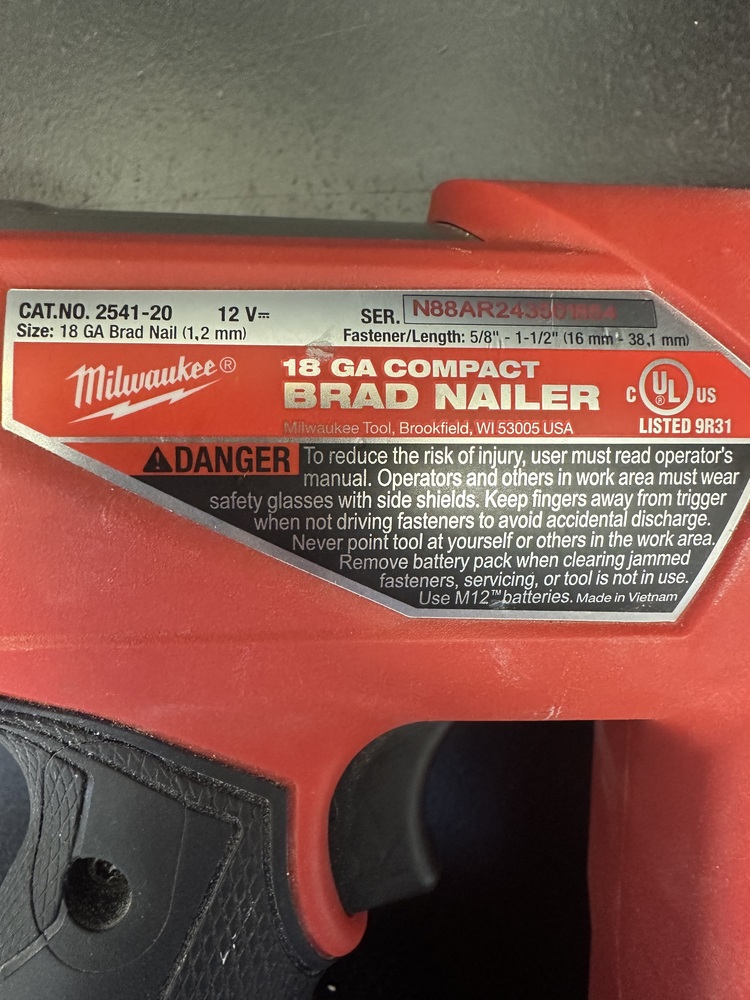 CAT.NO. 2541-20 12 V⎓ SER.
Size: 18 GA Brad Nail (1,2 mm) Fastener/Length: 5/8" - 1-1/2" (16 mm - 38,1 mm)
Milwaukee® 18 GA COMPACT
BRAD NAILER
Milwaukee Tool, Brookfield, WI 53005 USA
C UL® US
LISTED 9R31
DANGER To reduce the risk of injury, user must read operator's
manual. Operators and others in work area must wear
safety glasses with side shields. Keep fingers away from trigger
when not driving fasteners to avoid accidental discharge.
Never point tool at yourself or others in the work area.
Remove battery pack when clearing jammed
fasteners, servicing, or tool is not in use.
Use M12™ batteries. Made in Vietnam